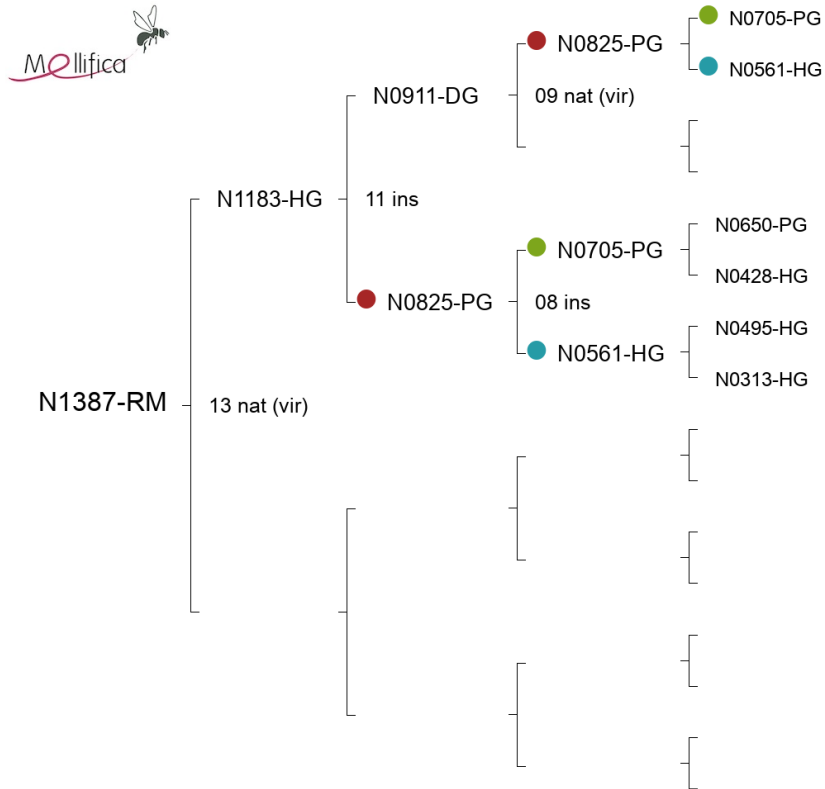 Mellifica
N0705-PG
N0825-PG
N0561-HG
N0911-DG
09 nat (vir)
N1183-HG
11 ins
N0650-PG
N0705-PG
N0428-HG
N0825-PG
08 ins
N0495-HG
N0561-HG
N0313-HG
N1387-RM
13 nat (vir)